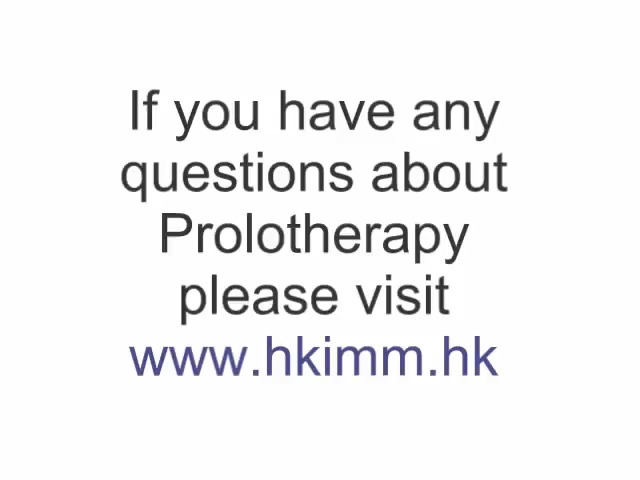 If you have any
questions about
Prolotherapy
please visit
www.hkimm.hk